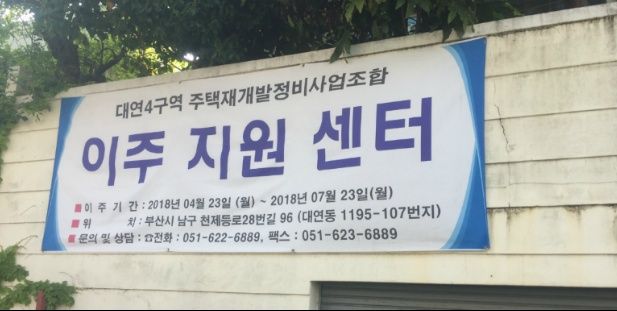 대연4구역 주택재개발정비사업조합
이주 지원 센터
■ 이 주 기 간 : 2018년 04월 23일 (월) ~ 2018년 07월 23일(월)
■ 위 치 : 부산시 남구 천제등로28번길 96 (대연동 1195-107번지)
■ 문의 및 상담 : ☎전화 : 051-622-6889, 팩스 : 051-623-6889